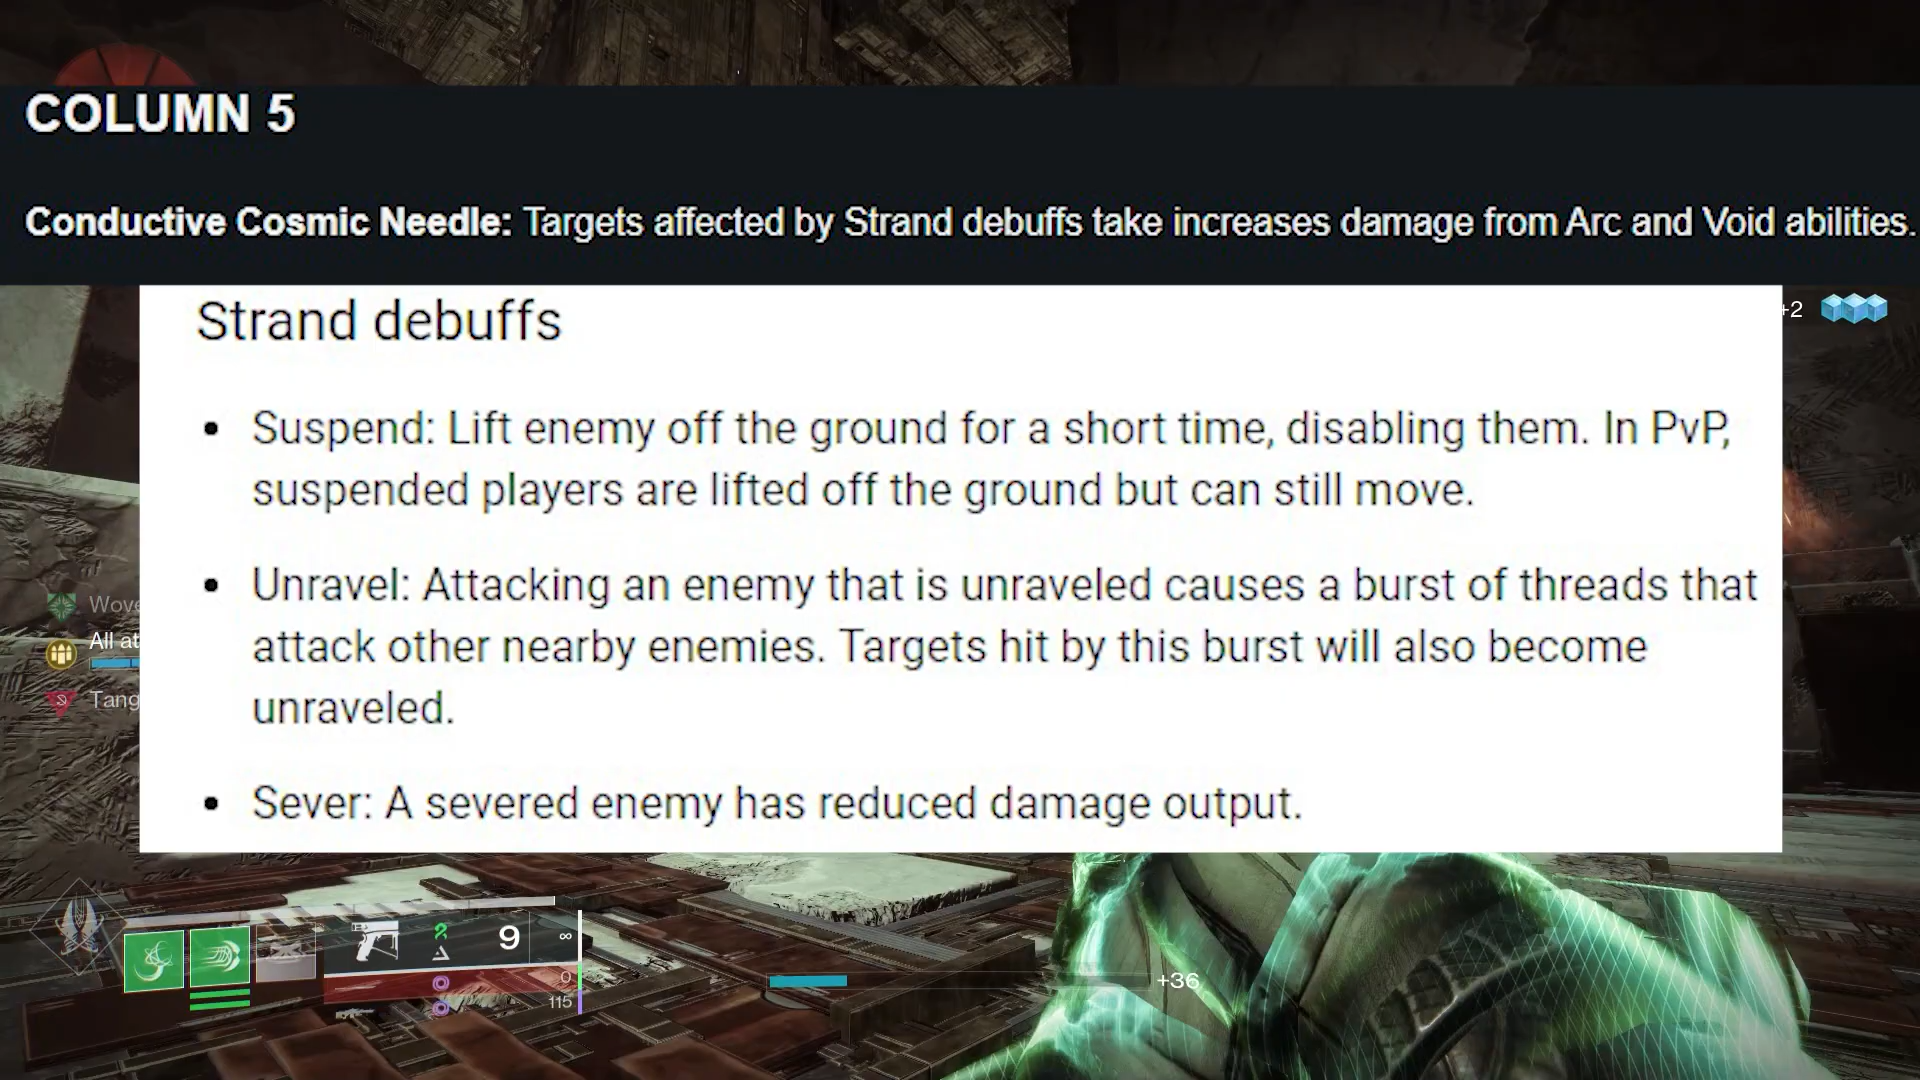 COLUMN 5
Conductive Cosmic Needle: Targets affected by Strand debuffs take increases damage from Arc and Void abilities.
Strand debuffs
+2
• Suspend: Lift enemy off the ground for a short time, disabling them. In PvP,
suspended players are lifted off the ground but can still move.
• Unravel: Attacking an enemy that is unraveled causes a burst of threads that
attack other nearby enemies. Targets hit by this burst will also become
unraveled.
Wove
All at
Tang
• Sever: A severed enemy has reduced damage output.
9
∞
0
115
+36